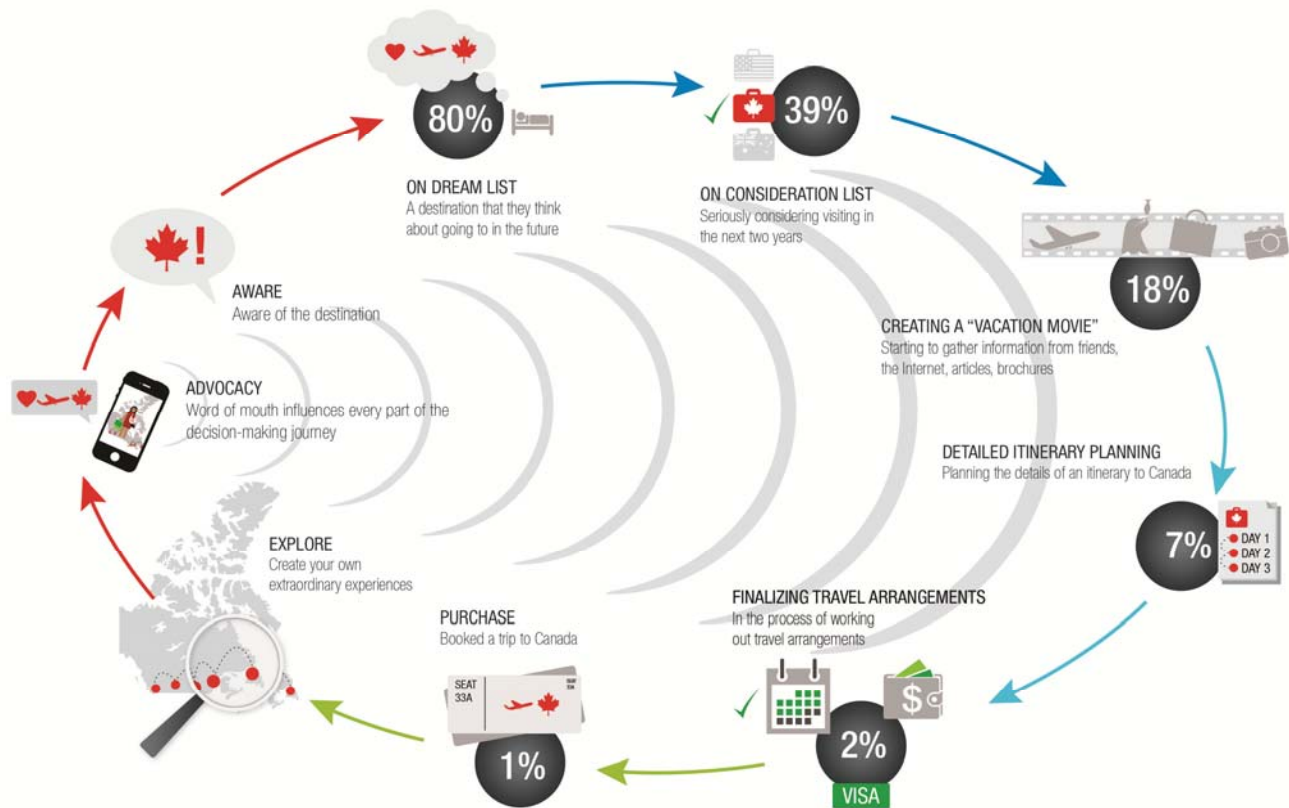 80%
ON DREAM LIST
A destination that they think
about going to in the future
39%
ON CONSIDERATION LIST
Seriously considering visiting in
the next two years
18%
CREATING A “VACATION MOVIE”
Starting to gather information from friends,
the Internet, articles, brochures
DETAILED ITINERARY PLANNING
Planning the details of an itinerary to Canada
7%
DAY 1
DAY 2
DAY 3
FINALIZING TRAVEL ARRANGEMENTS
In the process of working
out travel arrangements
$
2%
VISA
PURCHASE
Booked a trip to Canada
SEAT
33A
1%
EXPLORE
Create your own
extraordinary experiences
ADVOCACY
Word of mouth influences every part of the
decision-making journey
!
AWARE
Aware of the destination